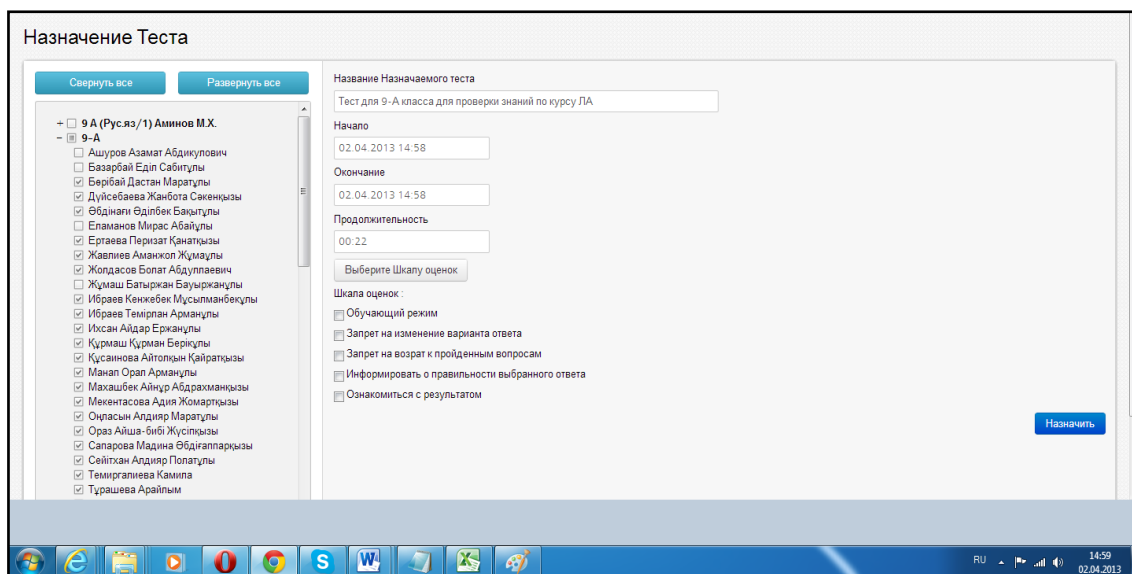 Назначение Теста
Свернуть все
Развернуть все
9 А (Рус.яз/1) Аминов М.Х.
9-А
Ашуров Азамат Абдикулович
Базарбай Еділ Сабитұлы
Берібай Дастан Маратұлы
Дүйсебаева Жанбота Сәкенқызы
Әбдінағи Әділбек Бақытұлы
Еламанов Мирас Абайұлы
Ертаева Перизат Қанатқызы
Жавлиев Аманжол Жұмаұлы
Жолдасов Болат Абдуллаевич
Жұмаш Батыржан Бауыржанұлы
Ибраев Кенжебек Мұсылманбекұлы
Ибраев Темірлан Арманұлы
Ихсан Айдар Ержанұлы
Құрмаш Құрман Берікұлы
Құсаинова Айтолқын Қайратқызы
Манап Орал Арманұлы
Махашбек Айнұр Абдрахманқызы
Мекентасова Адия Жомартқызы
Оңласын Алдияр Маратұлы
Ораз Айша-бибі Жүсіпқызы
Сапарова Мадина Әбдіғаппарқызы
Сейітхан Алдияр Полатұлы
Темиргалиева Камила
Тұрашева Арайлым
Название Назначаемого теста
Тест для 9-А класса для проверки знаний по курсу ЛА
Начало
02.04.2013 14:58
Окончание
02.04.2013 14:58
Продолжительность
00:22
Выберите Шкалу оценок
Шкала оценок :
Обучающий режим
Запрет на изменение варианта ответа
Запрет на возрат к пройденным вопросам
Информировать о правильности выбранного ответа
Ознакомиться с результатом
Назначить
RU
14:59
02.04.2013